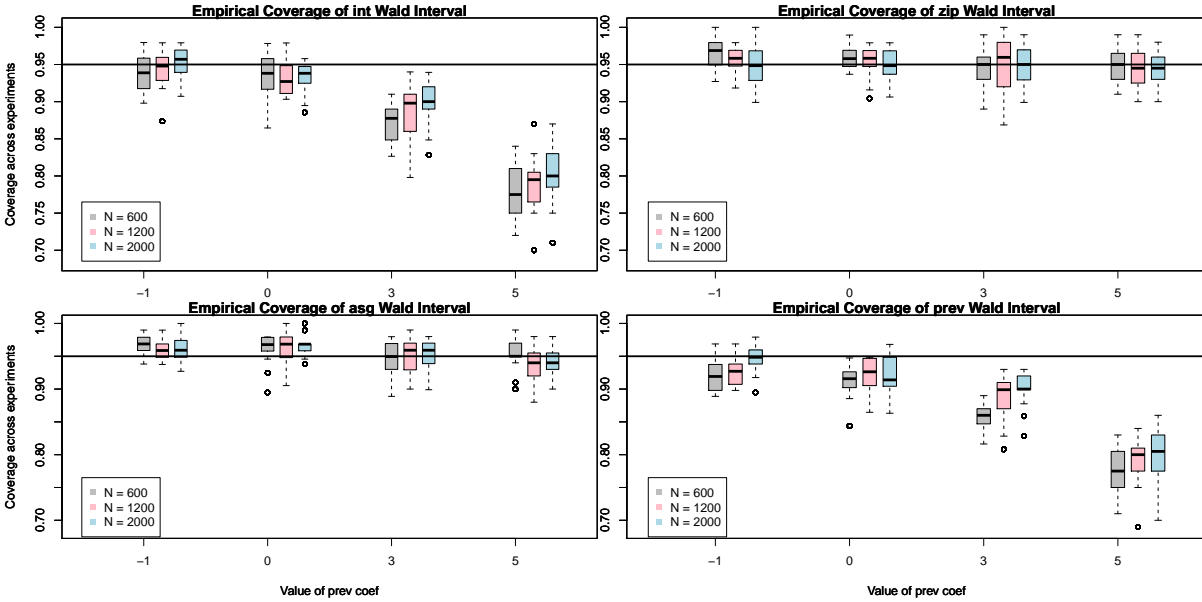 Empirical Coverage of int Wald Interval
Coverage across experiments
1.00
0.95
0.90
0.85
0.80
0.75
0.70
N = 600
N = 1200
N = 2000
−1 0 3 5
Empirical Coverage of zip Wald Interval
1.00
0.95
0.90
0.85
0.80
0.75
0.70
N = 600
N = 1200
N = 2000
−1 0 3 5
Empirical Coverage of asg Wald Interval
Coverage across experiments
1.00
0.90
0.80
0.70
N = 600
N = 1200
N = 2000
−1 0 3 5
Value of prev coef
Empirical Coverage of prev Wald Interval
1.00
0.90
0.80
0.70
N = 600
N = 1200
N = 2000
−1 0 3 5
Value of prev coef